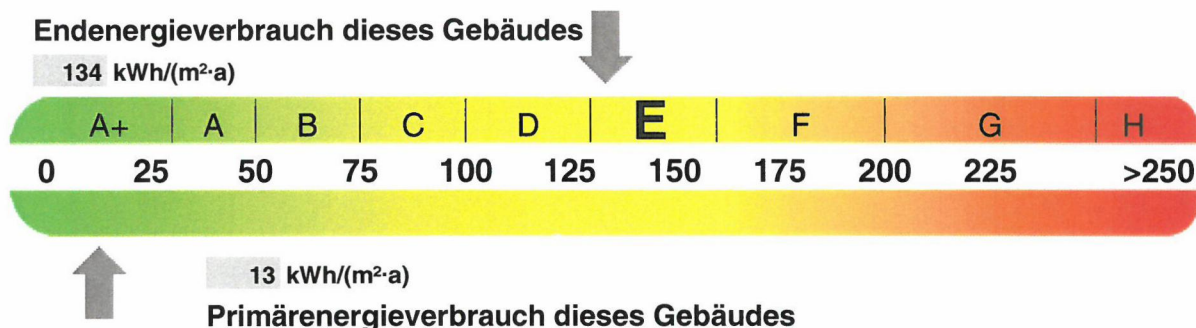 Endenergieverbrauch dieses Gebäudes
134 kWh/(m²·a)
A+ A B C D E F G H
0 25 50 75 100 125 150 175 200 225 >250
13 kWh/(m²·a)
Primärenergieverbrauch dieses Gebäudes